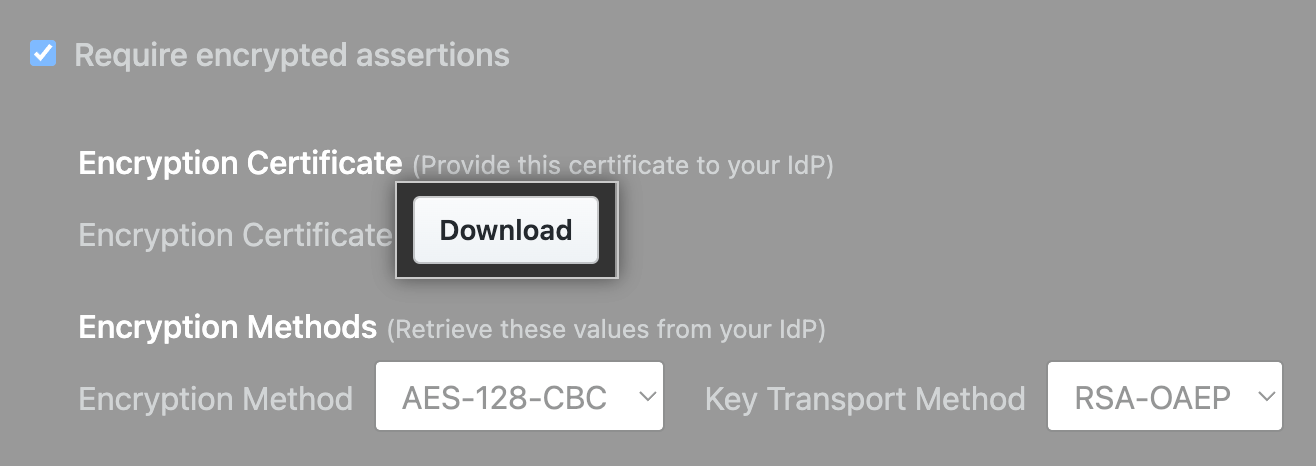 Require encrypted assertions
Encryption Certificate (Provide this certificate to your IdP)
Encryption Certificate Download
Encryption Methods (Retrieve these values from your IdP)
Encryption Method AES-128-CBC Key Transport Method RSA-OAEP